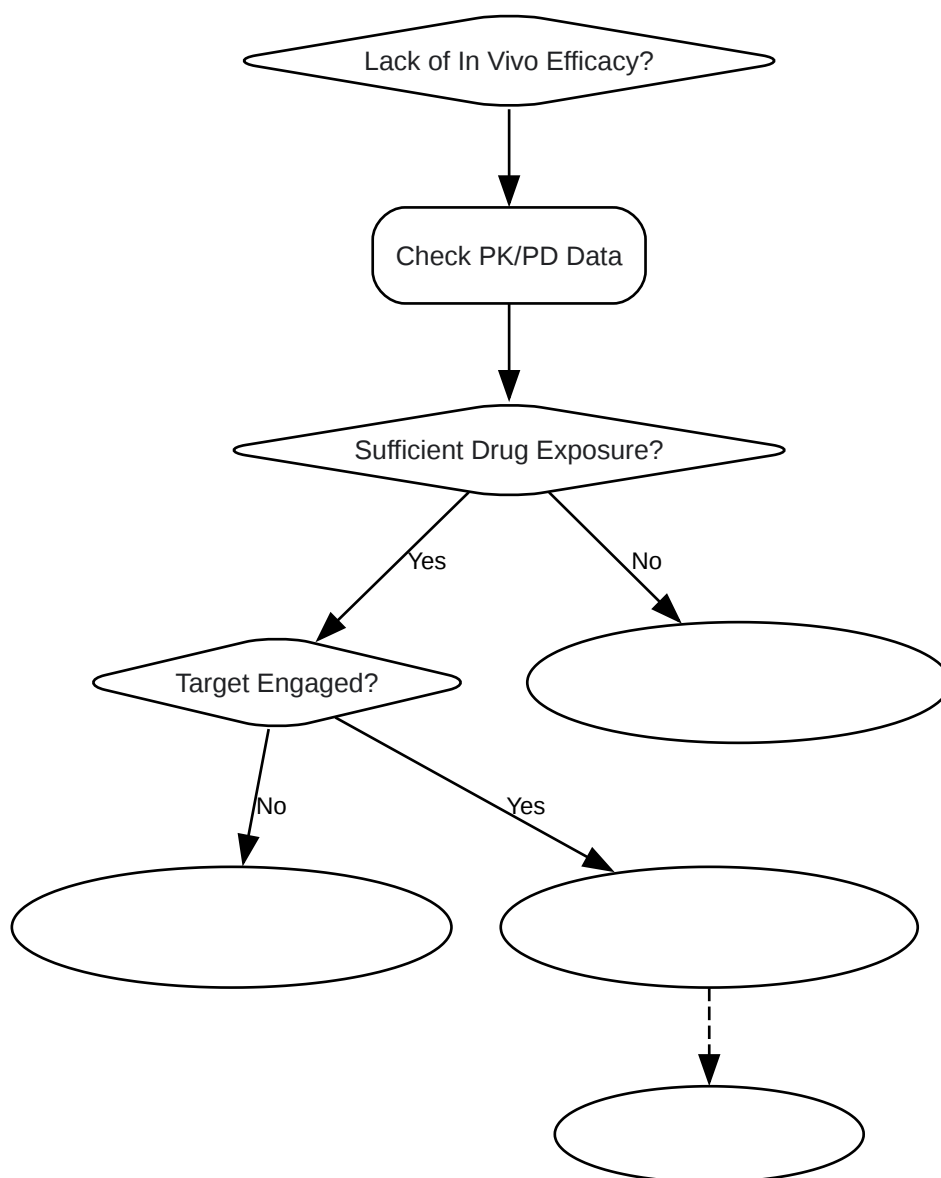 Lack of In Vivo Efficacy?
Check PK/PD Data
Sufficient Drug Exposure?
Yes
No
Target Engaged?
No
Yes